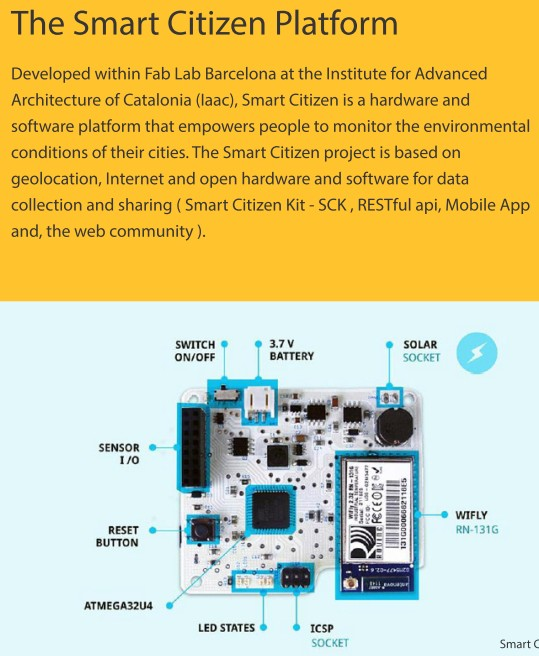 The Smart Citizen Platform
Developed within Fab Lab Barcelona at the Institute for Advanced
Architecture of Catalonia (Iaac), Smart Citizen is a hardware and
software platform that empowers people to monitor the environmental
conditions of their cities. The Smart Citizen project is based on
geolocation, Internet and open hardware and software for data
collection and sharing ( Smart Citizen Kit - SCK , RESTful api, Mobile App
and, the web community ).
SWITCH
ON/OFF
3.7 V
BATTERY
SOLAR
SOCKET
SENSOR
I/O
RESET
BUTTON
WIFLY
RN-131G
ATMEGA32U4
LED STATES
ICSP
SOCKET
Smart C